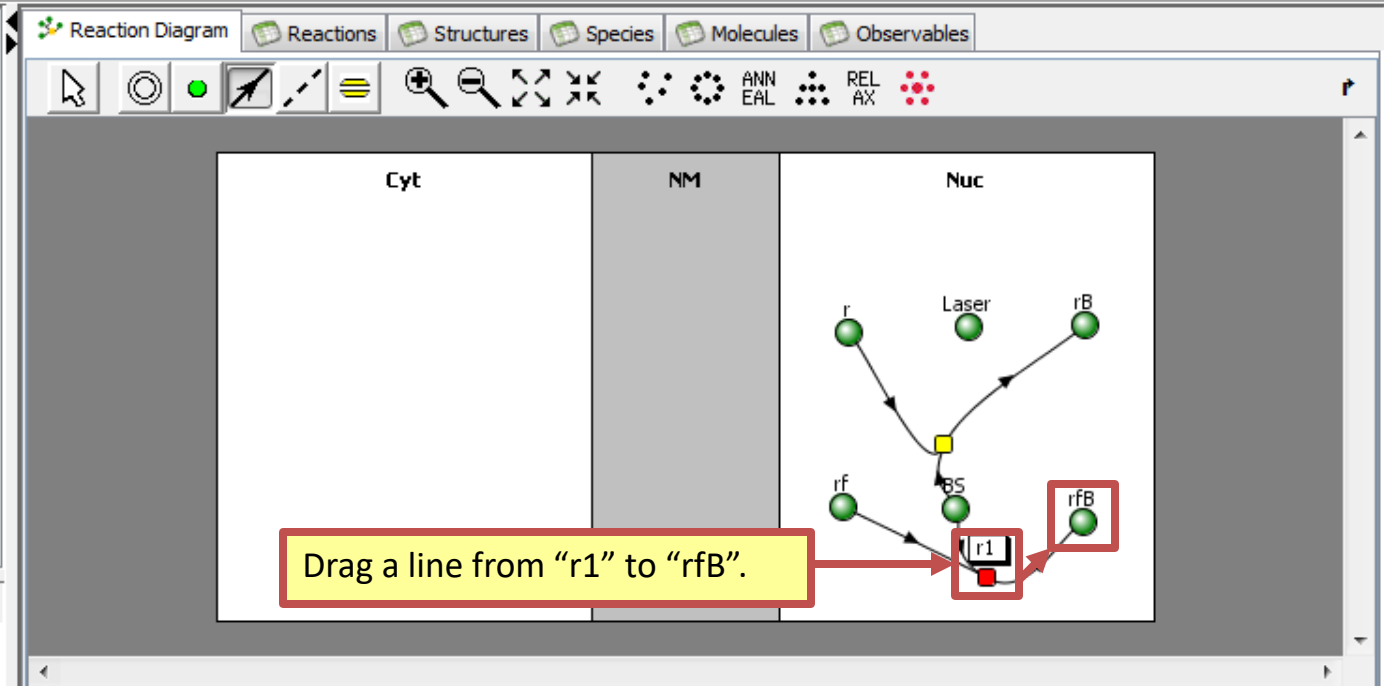 Reaction Diagram Reactions Structures Species Molecules Observables
ANN EAL REL AX
Cyt NM Nuc
r Laser rB
rf BS rfB
r1
Drag a line from “r1” to “rfB”.